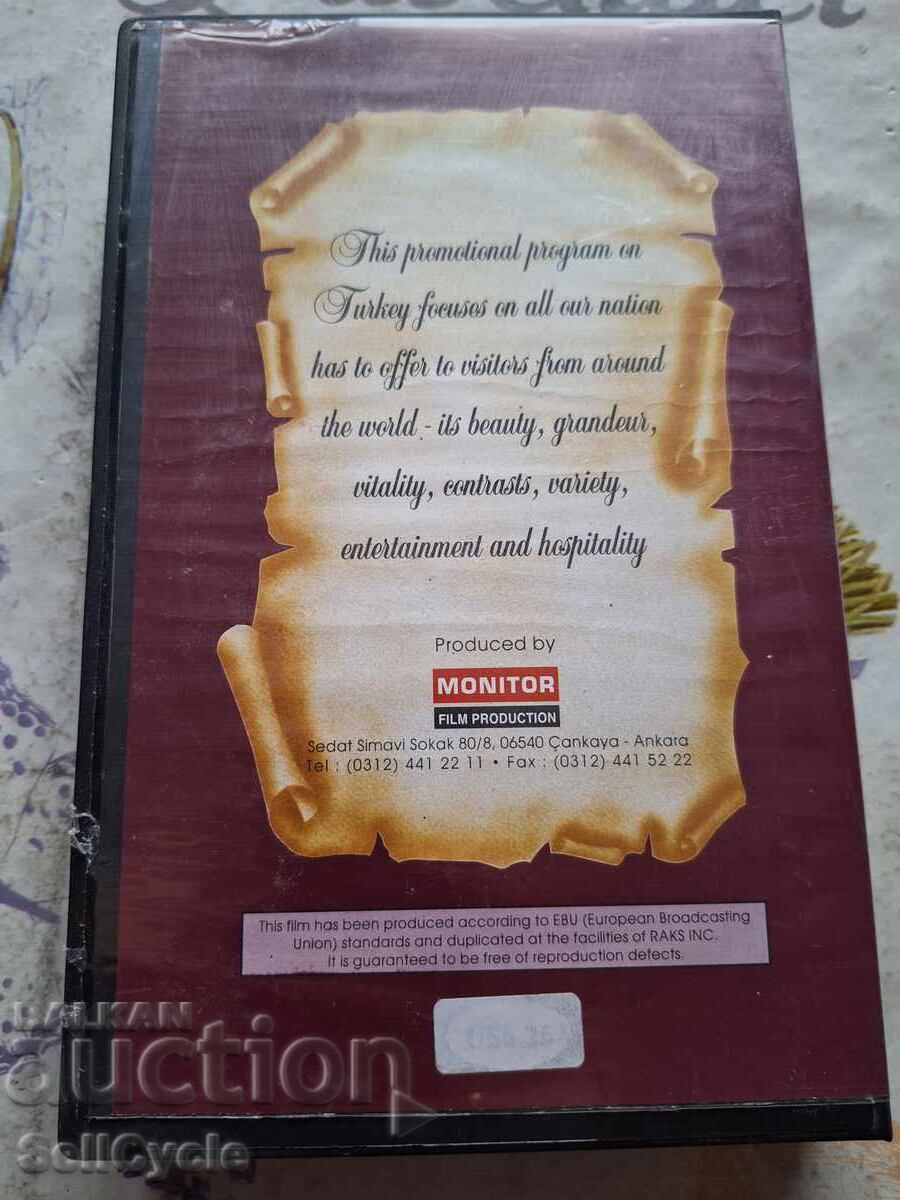 This promotional program on
Turkey focuses on all our nation
has to offer to visitors from around
the world - its beauty, grandeur,
vitality, contrasts, variety,
entertainment and hospitality
Produced by
MONITOR
FILM PRODUCTION
Sedat Simavi Sokak 80/8, 06540 Çankaya - Ankara
Tel : (0312) 441 22 11 • Fax : (0312) 441 52 22
This film has been produced according to EBU (European Broadcasting
Union) standards and duplicated at the facilities of RAKS INC.
It is guaranteed to be free of reproduction defects.
BALKAN
auction
SellCycle